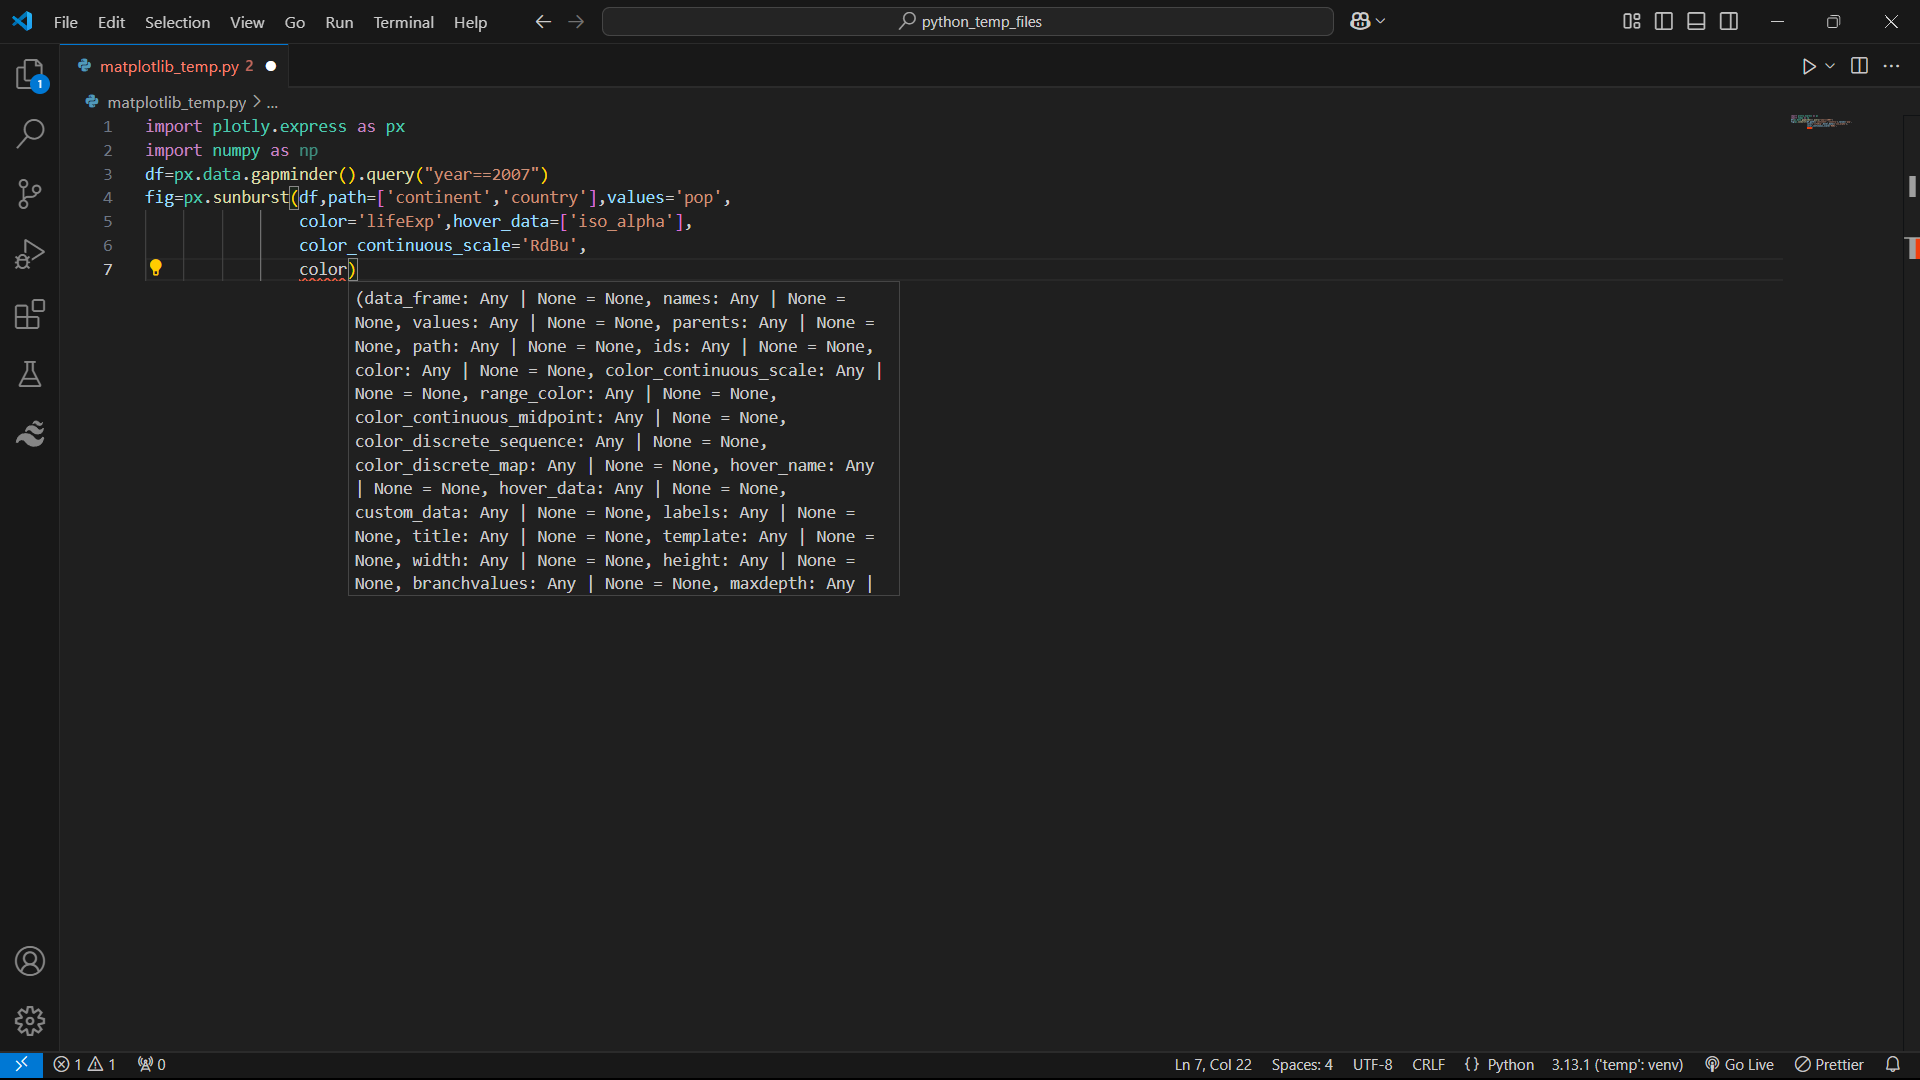 File Edit Selection View Go Run Terminal Help
python_temp_files
matplotlib_temp.py 2
1
matplotlib_temp.py > ...
1 import plotly.express as px
2 import numpy as np
3 df=px.data.gapminder().query("year==2007")
4 fig=px.sunburst(df,path=['continent','country'],values='pop',
5 color='lifeExp',hover_data=['iso_alpha'],
6 color_continuous_scale='RdBu',
7 color)
(data_frame: Any | None = None, names: Any | None =
None, values: Any | None = None, parents: Any | None =
None, path: Any | None = None, ids: Any | None = None,
color: Any | None = None, color_continuous_scale: Any |
None = None, range_color: Any | None = None,
color_continuous_midpoint: Any | None = None,
color_discrete_sequence: Any | None = None,
color_discrete_map: Any | None = None, hover_name: Any
| None = None, hover_data: Any | None = None,
custom_data: Any | None = None, labels: Any | None =
None, title: Any | None = None, template: Any | None =
None, width: Any | None = None, height: Any | None =
None, branchvalues: Any | None = None, maxdepth: Any |
1 1 0 Ln 7, Col 22 Spaces: 4 UTF-8 CRLF {} Python 3.13.1 ('temp': venv) Go Live Prettier